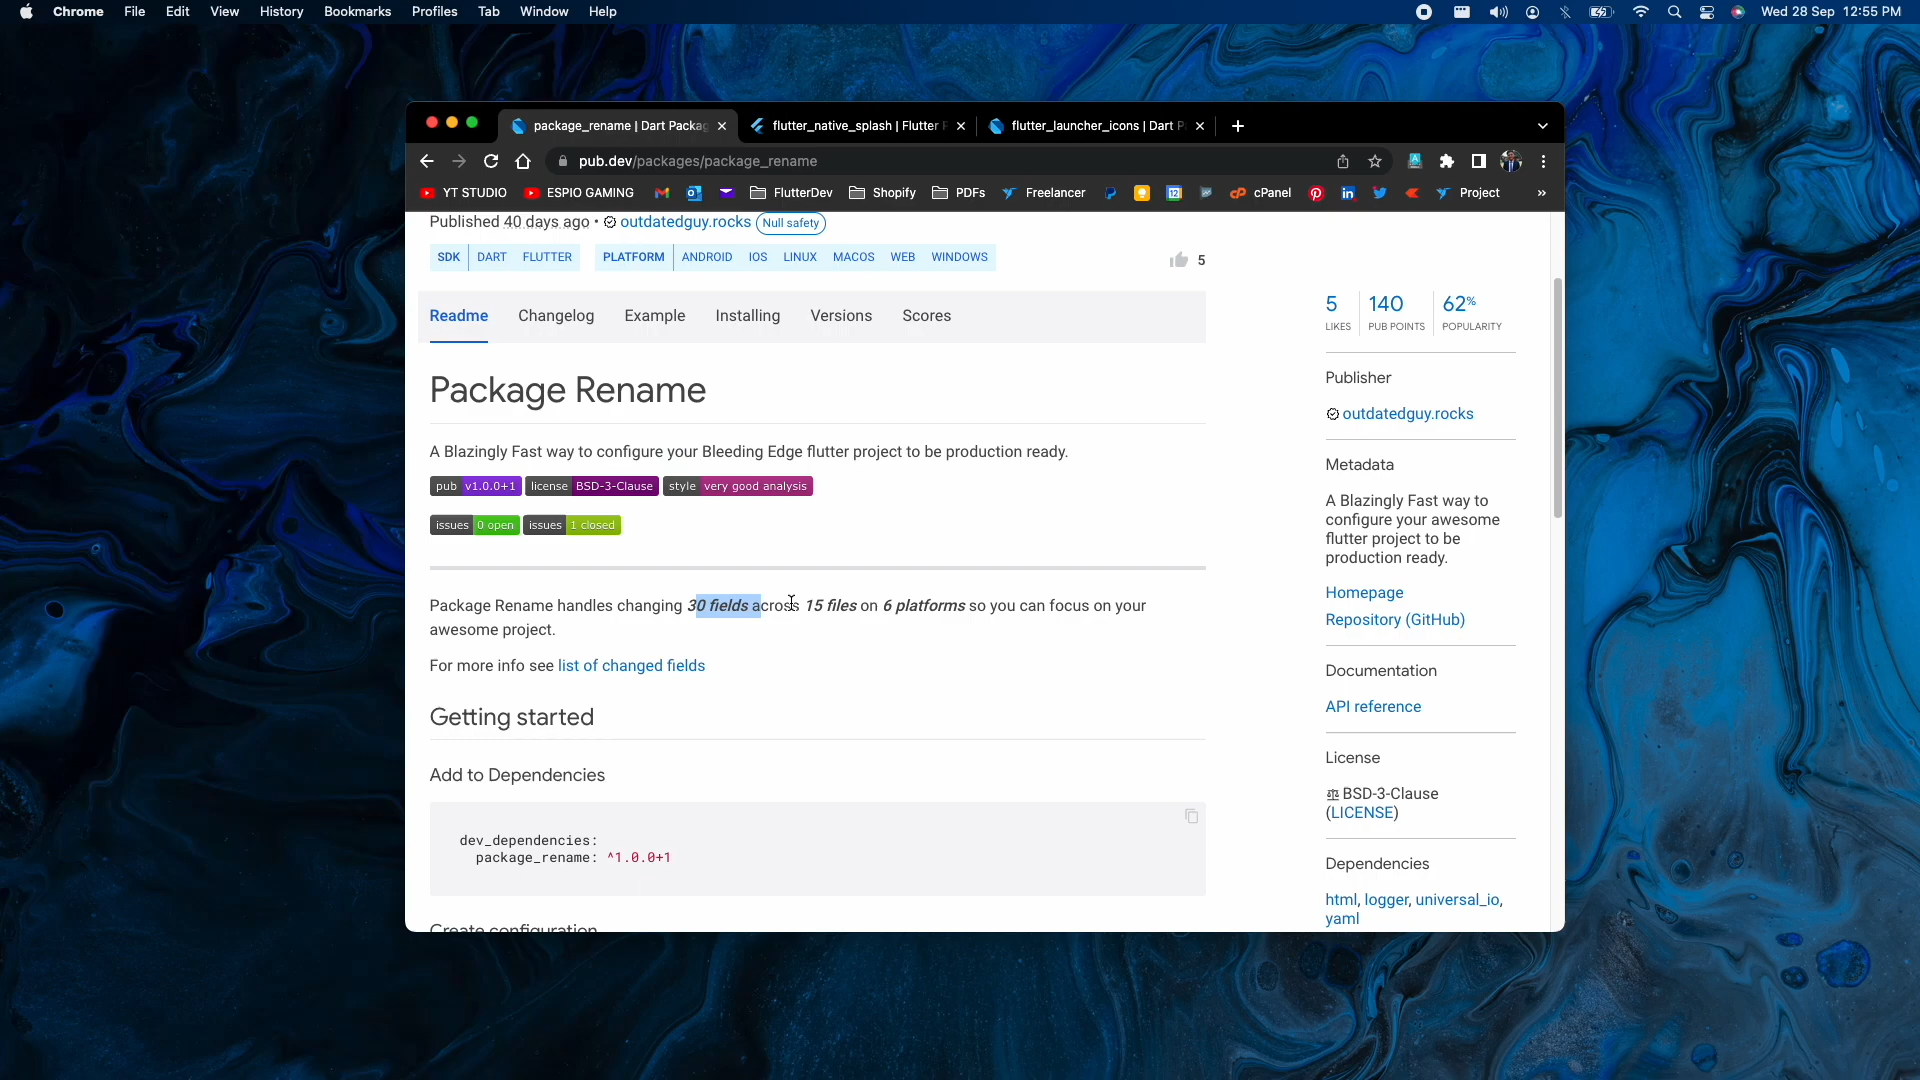 Chrome File Edit View History Bookmarks Profiles Tab Window Help Wed 28 Sep 12:55 PM
package_rename | Dart Packag flutter_native_splash | Flutter P flutter_launcher_icons | Dart P
pub.dev/packages/package_rename
YT STUDIO ESPIO GAMING FlutterDev Shopify PDFs Freelancer cPanel Project »
Published 40 days ago • outdatedguy.rocks Null safety
SDK DART FLUTTER PLATFORM ANDROID IOS LINUX MACOS WEB WINDOWS 5
Readme Changelog Example Installing Versions Scores
Package Rename
A Blazingly Fast way to configure your Bleeding Edge flutter project to be production ready.
pub v1.0.0+1 license BSD-3-Clause style very good analysis
issues 0 open issues 1 closed
Package Rename handles changing 30 fields across 15 files on 6 platforms so you can focus on your
awesome project.
For more info see list of changed fields
Getting started
Add to Dependencies
dev_dependencies:
package_rename: ^1.0.0+1
Create configuration
5 140 62%
LIKES PUB POINTS POPULARITY
Publisher
outdatedguy.rocks
Metadata
A Blazingly Fast way to
configure your awesome
flutter project to be
production ready.
Homepage
Repository (GitHub)
Documentation
API reference
License
BSD-3-Clause
(LICENSE)
Dependencies
html, logger, universal_io,
yaml